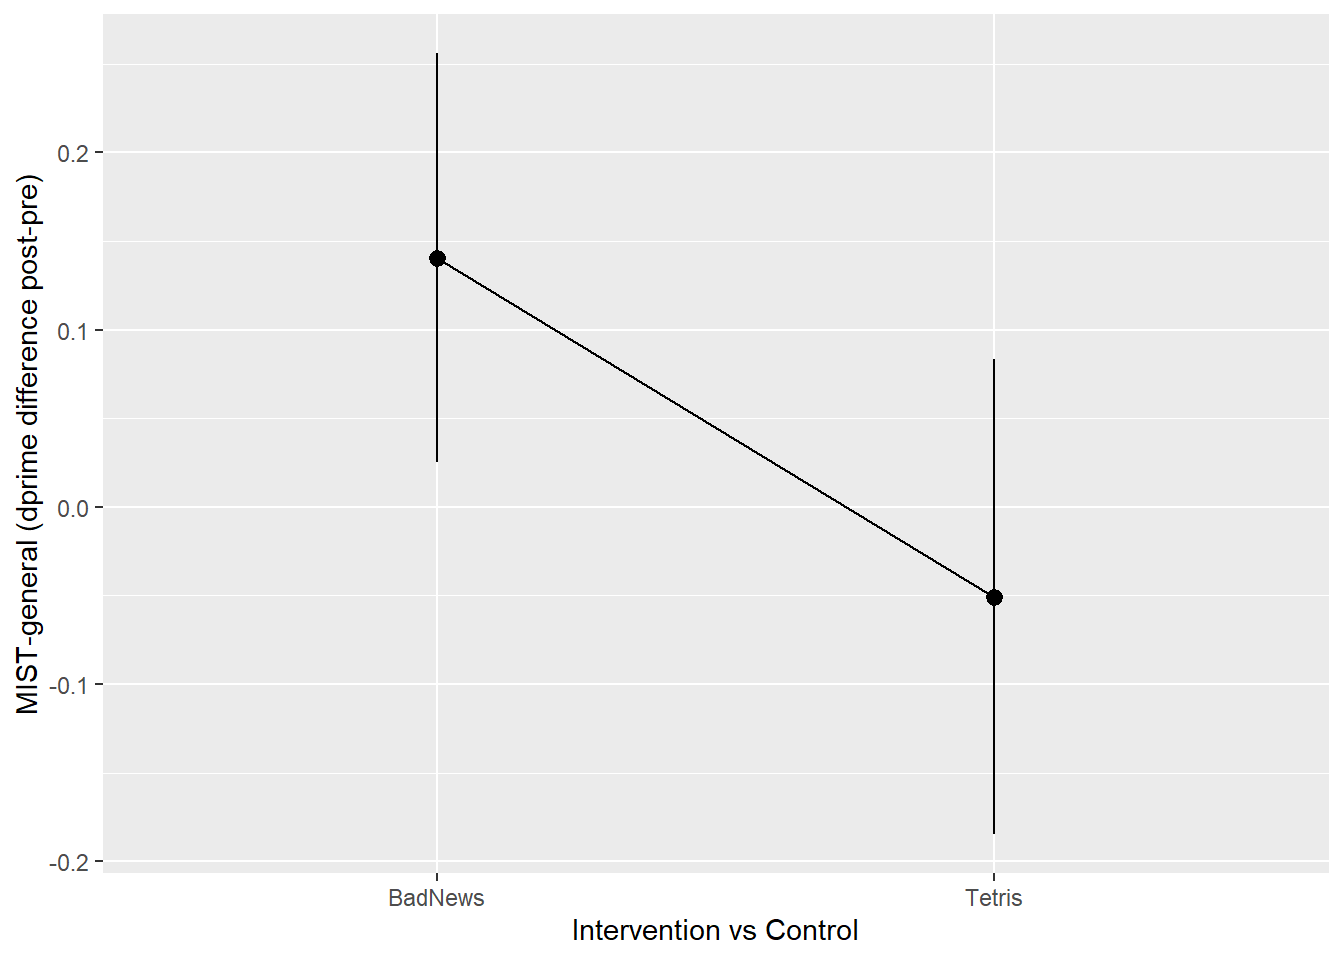 MIST-general (dprime difference post-pre)
0.2
0.1
0.0
-0.1
-0.2
BadNews
Tetris
Intervention vs Control